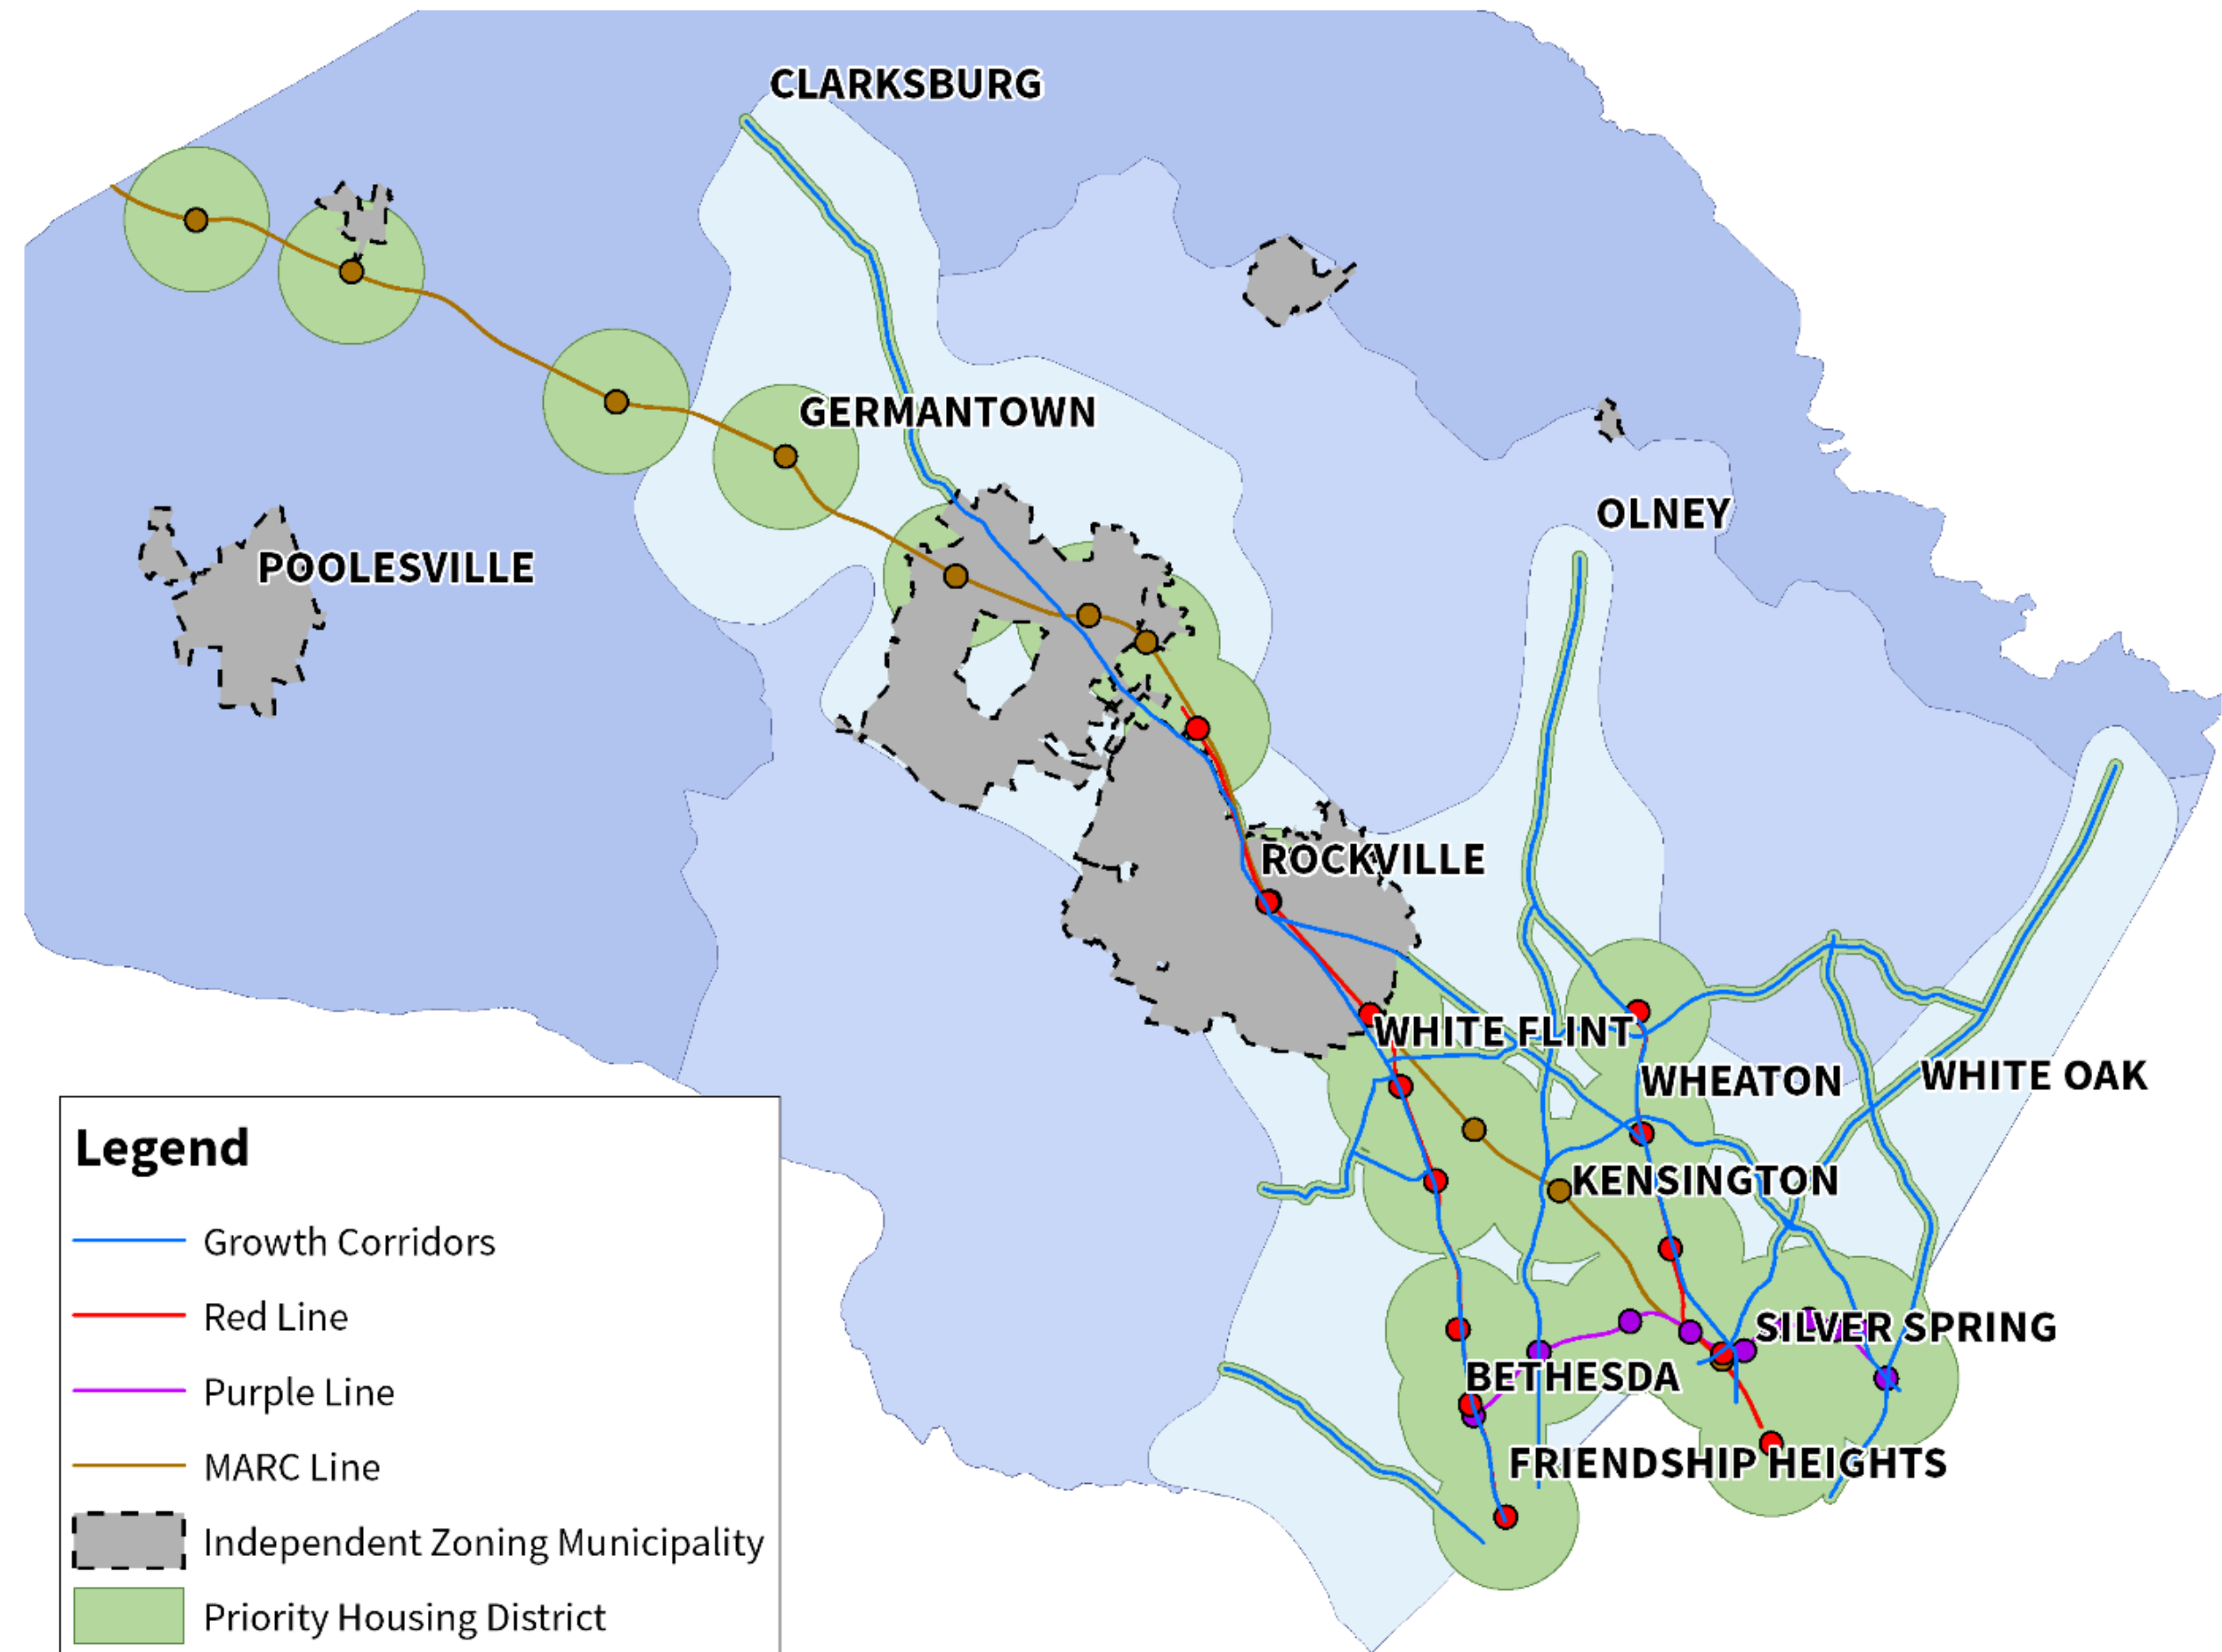 CLARKSBURG
GERMANTOWN
OLNEY
POOLESVILLE
ROCKVILLE
WHITE FLINT
WHEATON
WHITE OAK
KENSINGTON
SILVER SPRING
BETHESDA
FRIENDSHIP HEIGHTS
Legend
Growth Corridors
Red Line
Purple Line
MARC Line
Independent Zoning Municipality
Priority Housing District